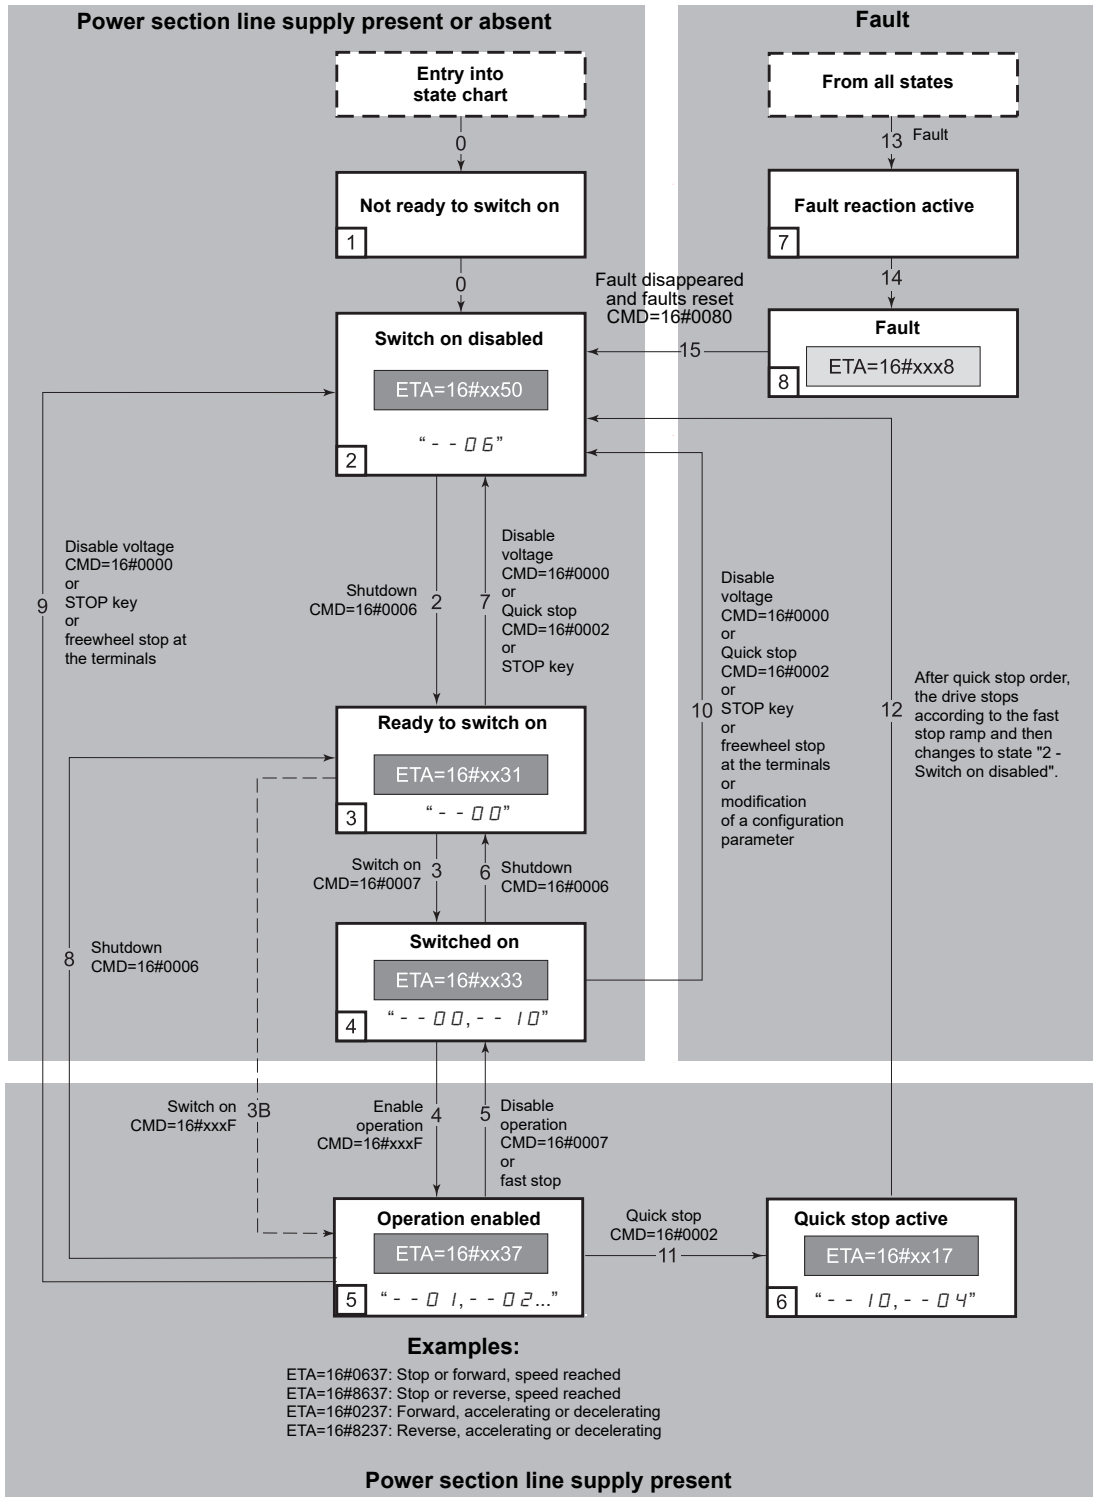 Power section line supply present or absent
Fault
Entry into
state chart
From all states
0
13 Fault
Not ready to switch on
1
Fault reaction active
7
0
14
Fault disappeared
and faults reset
CMD=16#0080
15
Switch on disabled
ETA=16#xx50
“- - 06”
2
Fault
ETA=16#xxx8
8
9
Disable voltage
CMD=16#0000
or
STOP key
or
freewheel stop at
the terminals
Shutdown
CMD=16#0006
2
7
Disable
voltage
CMD=16#0000
or
Quick stop
CMD=16#0002
or
STOP key
10
Disable
voltage
CMD=16#0000
or
Quick stop
CMD=16#0002
or
STOP key
or
freewheel stop
at the terminals
or
modification
of a configuration
parameter
12
After quick stop order,
the drive stops
according to the fast
stop ramp and then
changes to state "2 -
Switch on disabled".
Ready to switch on
ETA=16#xx31
“- - 00”
3
Switch on
CMD=16#0007
3
6
Shutdown
CMD=16#0006
8
Shutdown
CMD=16#0006
Switched on
ETA=16#xx33
“- - 00, - - 10”
4
Switch on
CMD=16#xxxF
3B
Enable
operation
CMD=16#xxxF
4
5
Disable
operation
CMD=16#0007
or
fast stop
Operation enabled
ETA=16#xx37
“- - 01, - - 02...”
5
Quick stop
CMD=16#0002
11
Quick stop active
ETA=16#xx17
“- - 10, - - 04”
6
Examples:
ETA=16#0637: Stop or forward, speed reached
ETA=16#8637: Stop or reverse, speed reached
ETA=16#0237: Forward, accelerating or decelerating
ETA=16#8237: Reverse, accelerating or decelerating
Power section line supply present